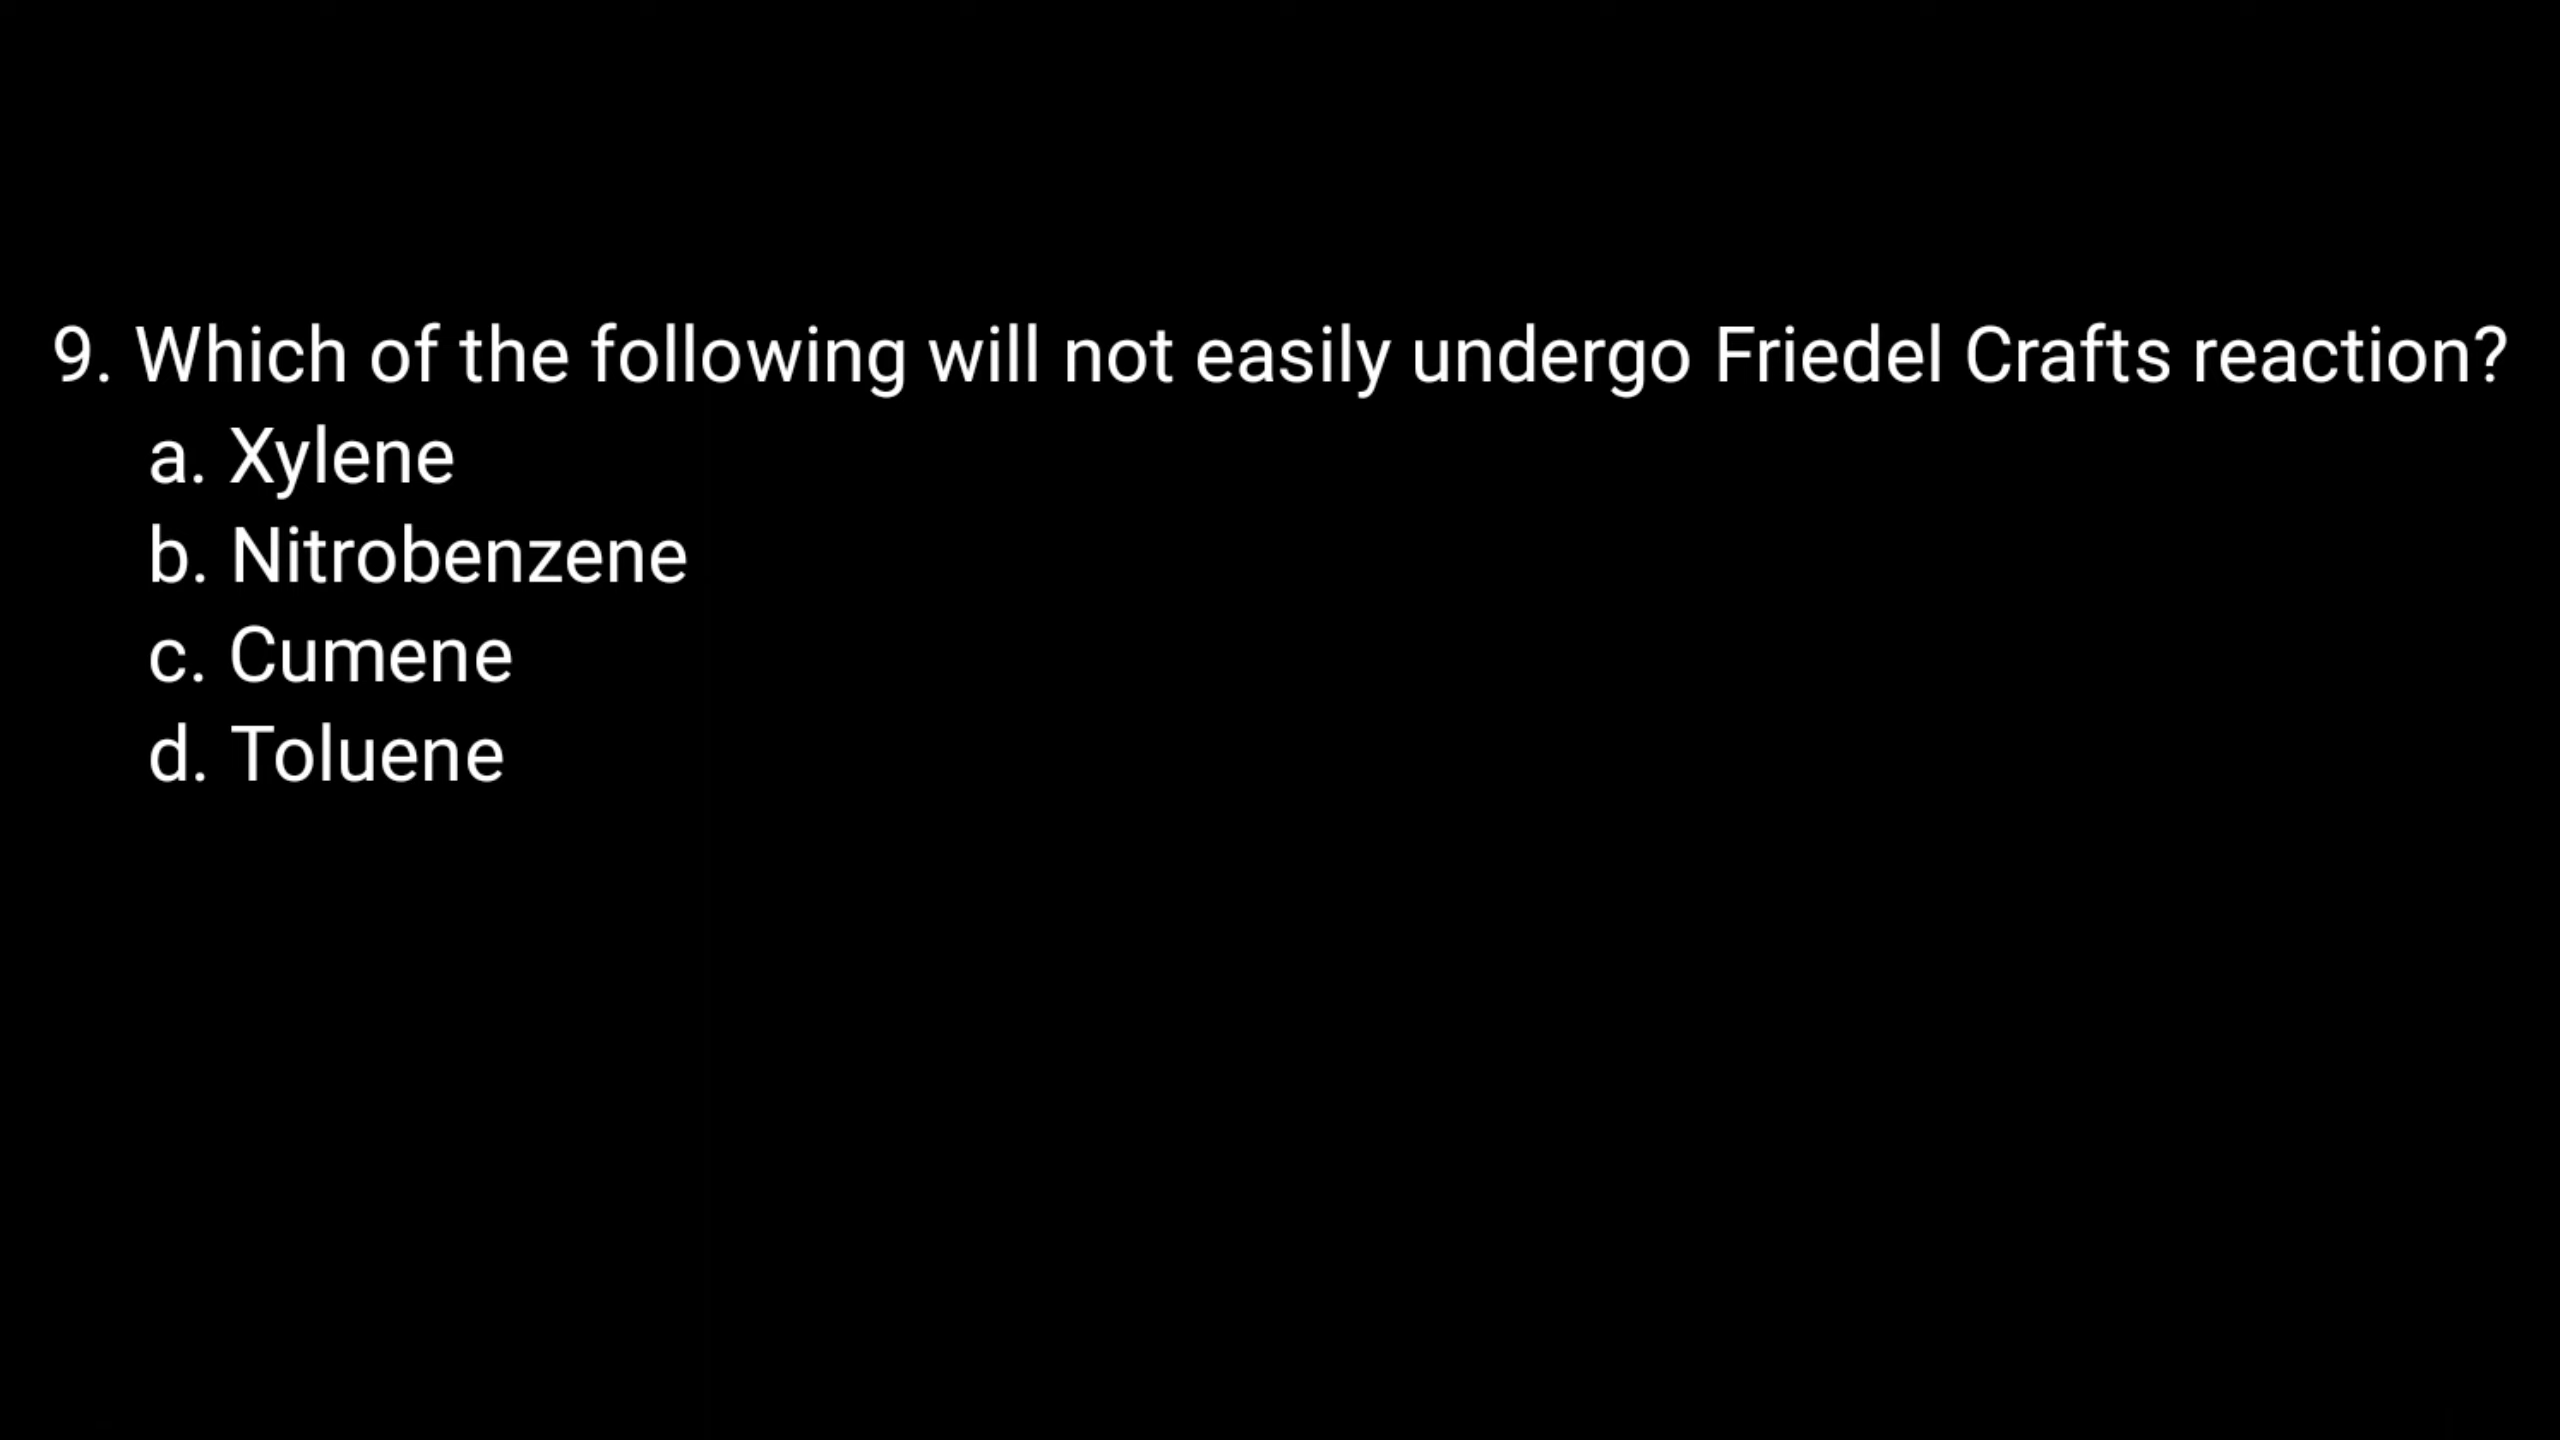 9. Which of the following will not easily undergo Friedel Crafts reaction?
a. Xylene
b. Nitrobenzene
c. Cumene
d. Toluene